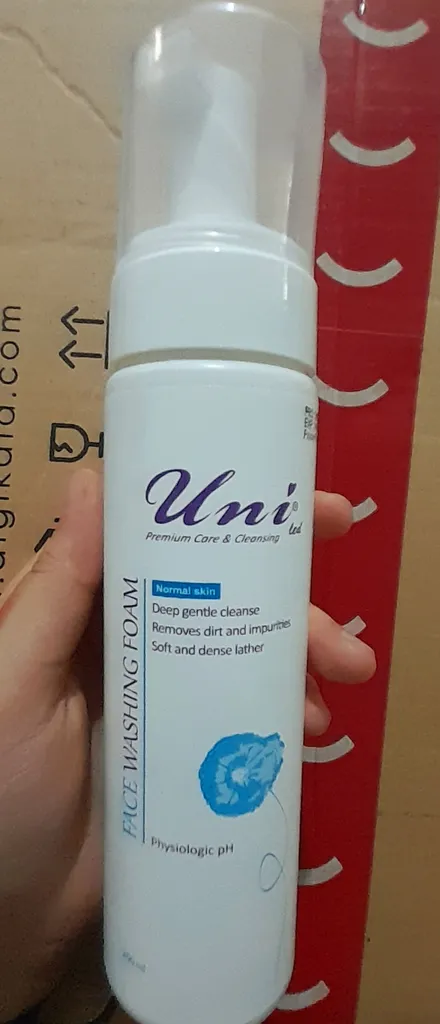 Uni®
led
Premium Care & Cleansing
Normal skin
Deep gentle cleanse
Removes dirt and impurities
Soft and dense lather
FACE WASHING FOAM
Physiologic pH